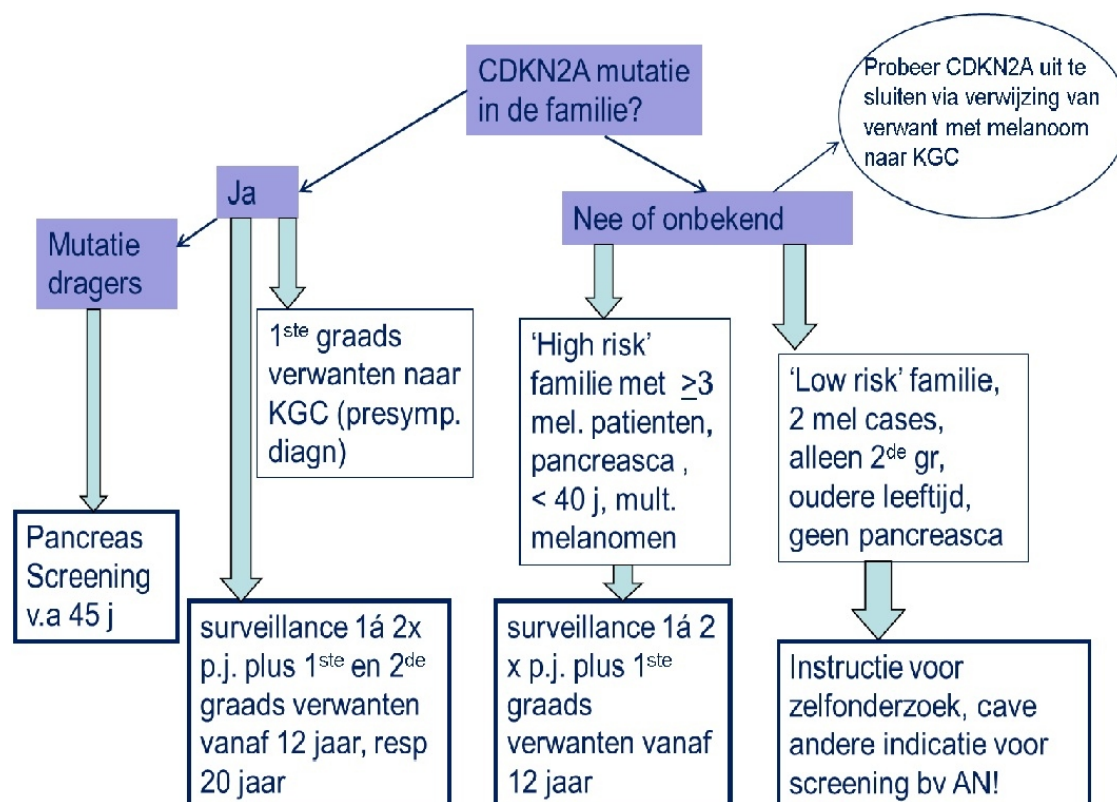 CDKN2A mutatie
in de familie?
Probeer CDKN2A uit te
sluiten via verwijzing van
verwant met melanoom
naar KGC
Ja
Nee of onbekend
Mutatie
dragers
1ste graads
verwanten naar
KGC (presymp.
diagn)
‘High risk’
familie met ≥3
mel. patienten,
pancreasca ,
< 40 j, mult.
melanomen
‘Low risk’ familie,
2 mel cases,
alleen 2de gr,
oudere leeftijd,
geen pancreasca
Pancreas
Screening
v.a 45 j
surveillance 1á 2x
p.j. plus 1ste en 2de
graads verwanten
vanaf 12 jaar, resp
20 jaar
surveillance 1á 2
x p.j. plus 1ste
graads
verwanten vanaf
12 jaar
Instructie voor
zelfonderzoek, cave
andere indicatie voor
screening bv AN!